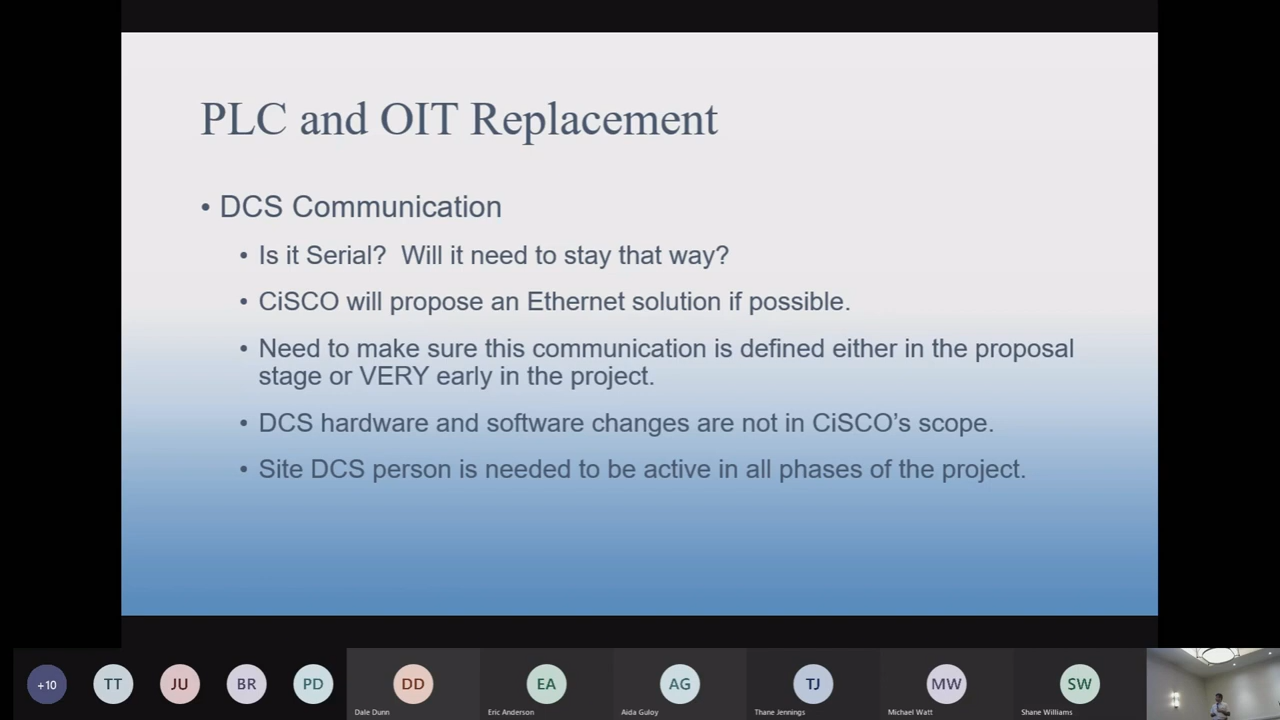 PLC and OIT Replacement
• DCS Communication
• Is it Serial?  Will it need to stay that way?
• CiSCO will propose an Ethernet solution if possible.
• Need to make sure this communication is defined either in the proposal
stage or VERY early in the project.
• DCS hardware and software changes are not in CiSCO’s scope.
• Site DCS person is needed to be active in all phases of the project.
+10
TT
JU
BR
PD
DD
EA
AG
TJ
MW
SW
Dale Dunn
Eric Anderson
Aida Guloy
Thane Jennings
Michael Watt
Shane Williams